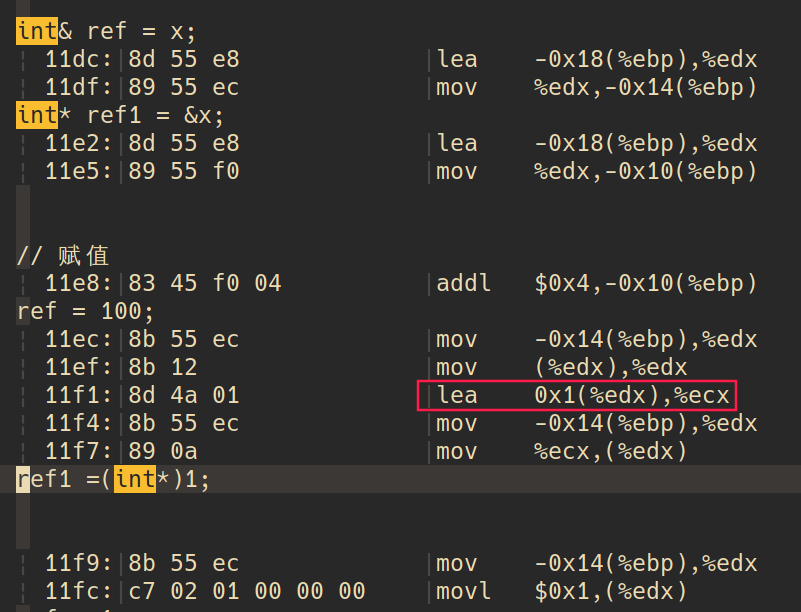 int& ref = x;
11dc: 8d 55 e8 lea -0x18(%ebp),%edx
11df: 89 55 ec mov %edx,-0x14(%ebp)
int* ref1 = &x;
11e2: 8d 55 e8 lea -0x18(%ebp),%edx
11e5: 89 55 f0 mov %edx,-0x10(%ebp)
// 赋值
11e8: 83 45 f0 04 addl $0x4,-0x10(%ebp)
ref = 100;
11ec: 8b 55 ec mov -0x14(%ebp),%edx
11ef: 8b 12 mov (%edx),%edx
11f1: 8d 4a 01 lea 0x1(%edx),%ecx
11f4: 8b 55 ec mov -0x14(%ebp),%edx
11f7: 89 0a mov %ecx,(%edx)
ref1 =(int*)1;
11f9: 8b 55 ec mov -0x14(%ebp),%edx
11fc: c7 02 01 00 00 00 movl $0x1,(%edx)